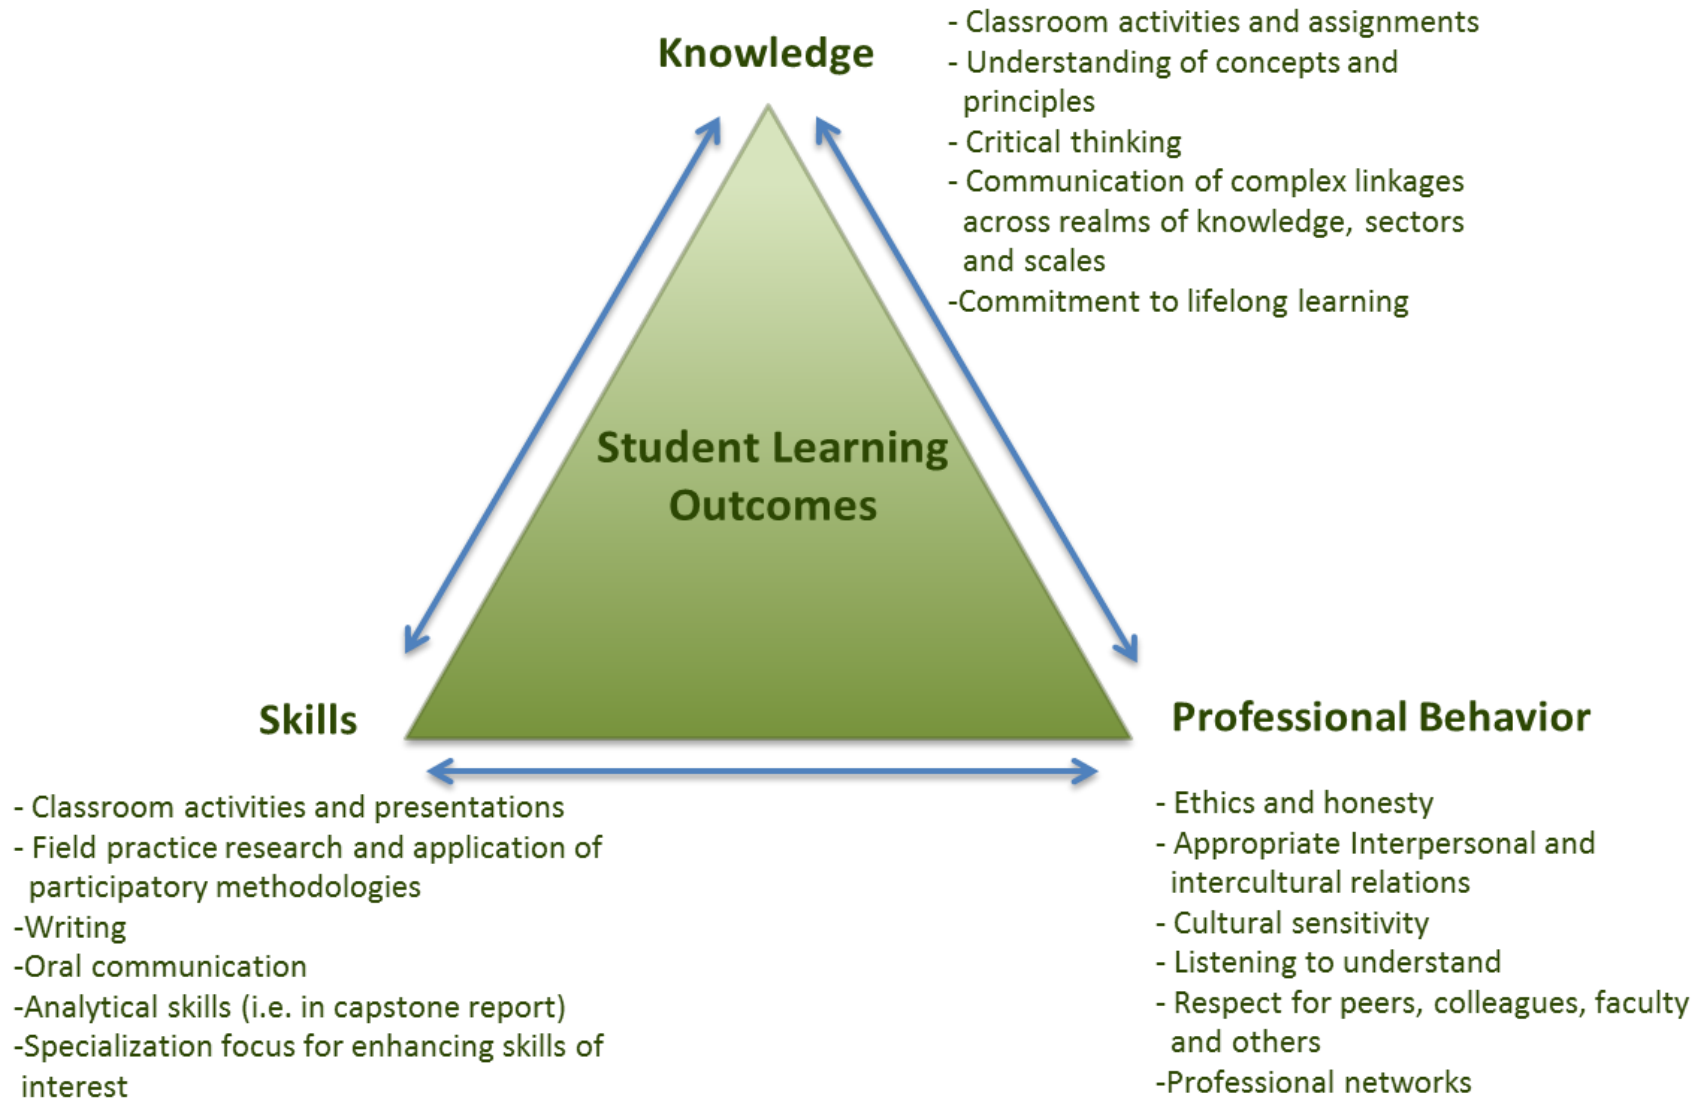 Knowledge
- Classroom activities and assignments
- Understanding of concepts and
principles
- Critical thinking
- Communication of complex linkages
across realms of knowledge, sectors
and scales
-Commitment to lifelong learning
Student Learning
Outcomes
Skills
- Classroom activities and presentations
- Field practice research and application of
participatory methodologies
-Writing
-Oral communication
-Analytical skills (i.e. in capstone report)
-Specialization focus for enhancing skills of
interest
Professional Behavior
- Ethics and honesty
- Appropriate Interpersonal and
intercultural relations
- Cultural sensitivity
- Listening to understand
- Respect for peers, colleagues, faculty
and others
-Professional networks